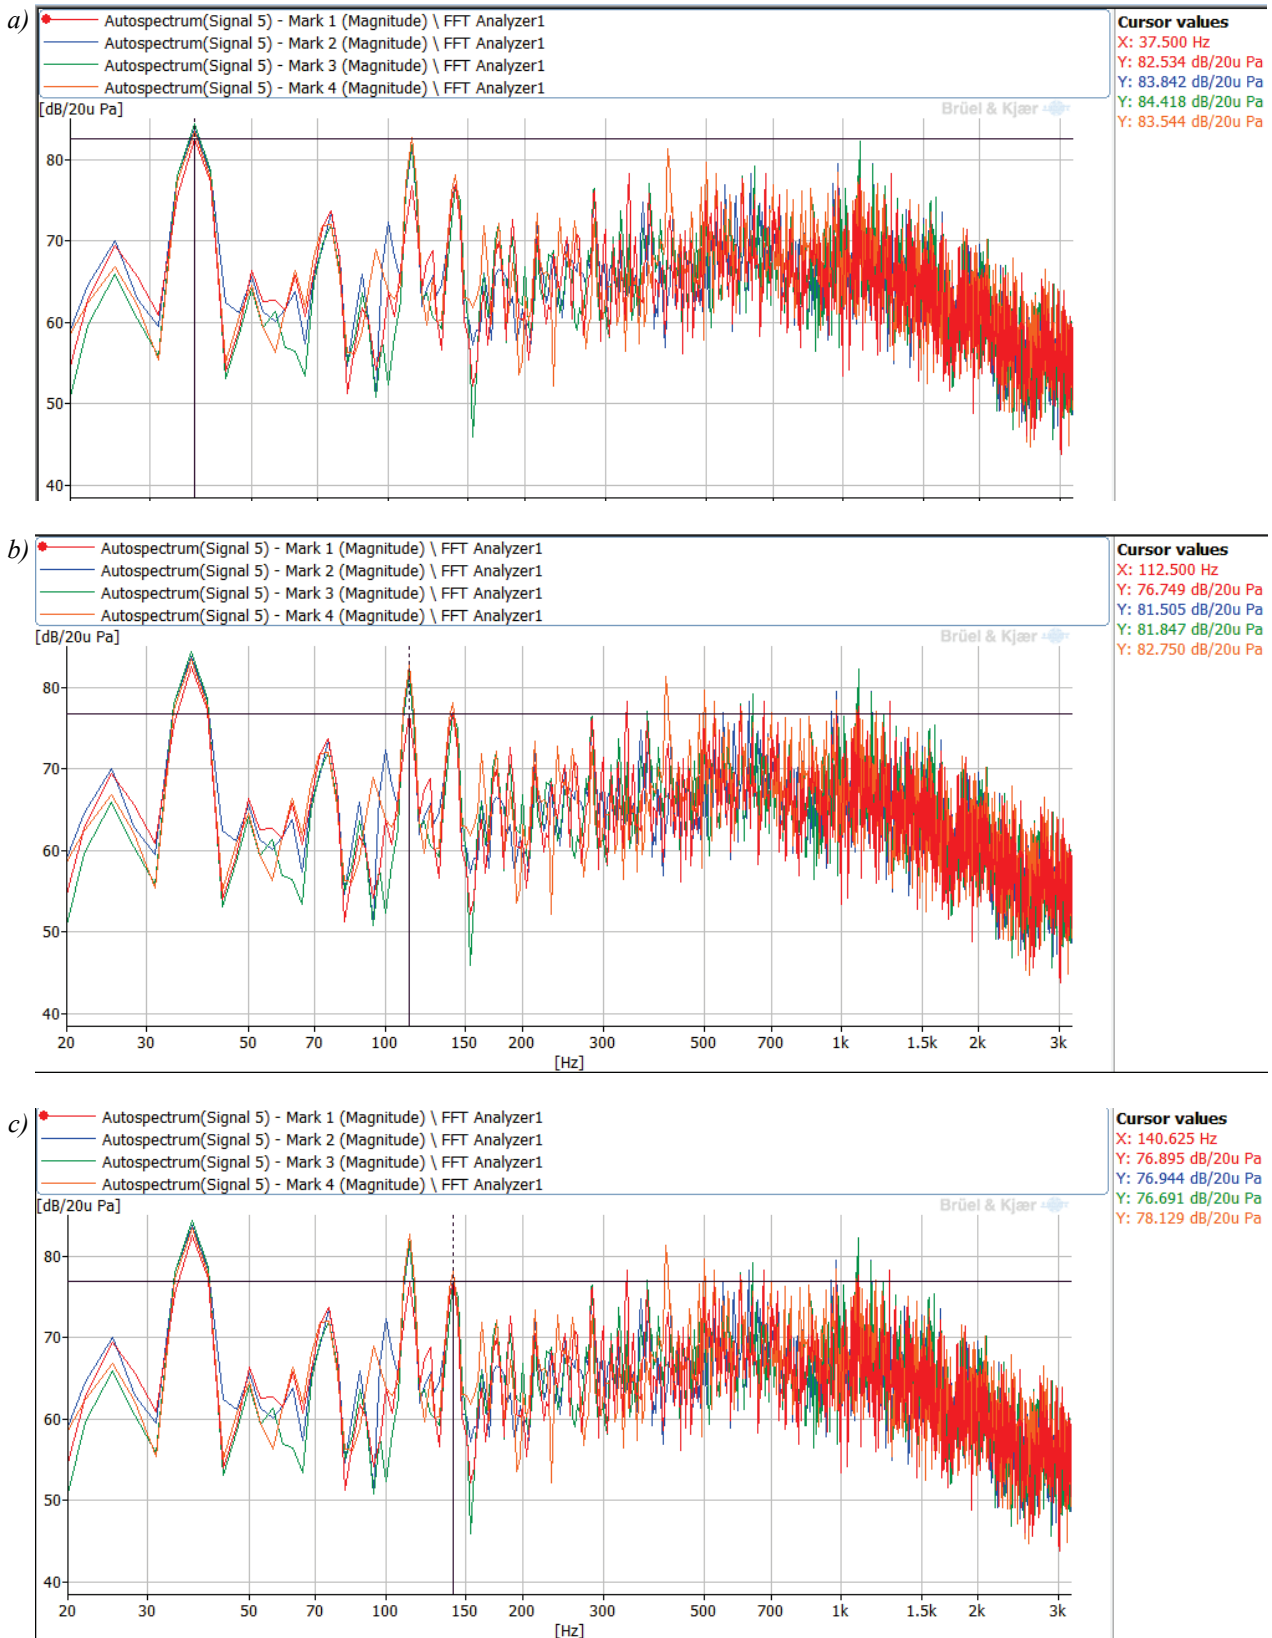 a)
Autospectrum(Signal 5) - Mark 1 (Magnitude) \ FFT Analyzer1
Autospectrum(Signal 5) - Mark 2 (Magnitude) \ FFT Analyzer1
Autospectrum(Signal 5) - Mark 3 (Magnitude) \ FFT Analyzer1
Autospectrum(Signal 5) - Mark 4 (Magnitude) \ FFT Analyzer1
Cursor values
X: 37.500 Hz
Y: 82.534 dB/20u Pa
Y: 83.842 dB/20u Pa
Y: 84.418 dB/20u Pa
Y: 83.544 dB/20u Pa
[dB/20u Pa]
Brüel & Kjær
80
70
60
50
40
b)
Autospectrum(Signal 5) - Mark 1 (Magnitude) \ FFT Analyzer1
Autospectrum(Signal 5) - Mark 2 (Magnitude) \ FFT Analyzer1
Autospectrum(Signal 5) - Mark 3 (Magnitude) \ FFT Analyzer1
Autospectrum(Signal 5) - Mark 4 (Magnitude) \ FFT Analyzer1
Cursor values
X: 112.500 Hz
Y: 76.749 dB/20u Pa
Y: 81.505 dB/20u Pa
Y: 81.847 dB/20u Pa
Y: 82.750 dB/20u Pa
[dB/20u Pa]
Brüel & Kjær
80
70
60
50
40
20 30 50 70 100 150 200 300 500 700 1k 1.5k 2k 3k
[Hz]
c)
Autospectrum(Signal 5) - Mark 1 (Magnitude) \ FFT Analyzer1
Autospectrum(Signal 5) - Mark 2 (Magnitude) \ FFT Analyzer1
Autospectrum(Signal 5) - Mark 3 (Magnitude) \ FFT Analyzer1
Autospectrum(Signal 5) - Mark 4 (Magnitude) \ FFT Analyzer1
Cursor values
X: 140.625 Hz
Y: 76.895 dB/20u Pa
Y: 76.944 dB/20u Pa
Y: 76.691 dB/20u Pa
Y: 78.129 dB/20u Pa
[dB/20u Pa]
Brüel & Kjær
80
70
60
50
40
20 30 50 70 100 150 200 300 500 700 1k 1.5k 2k 3k
[Hz]